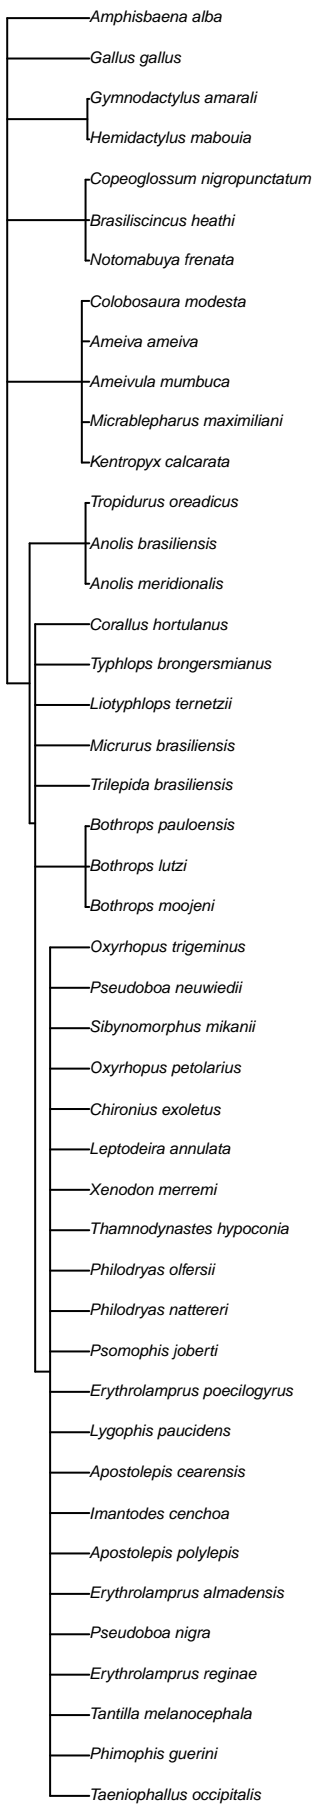 Amphisbaena alba
Gallus gallus
Gymnodactylus amarali
Hemidactylus mabouia
Copeoglossum nigropunctatum
Brasiliscincus heathi
Notomabuya frenata
Colobosaura modesta
Ameiva ameiva
Ameivula mumbuca
Micrablepharus maximiliani
Kentropyx calcarata
Tropidurus oreadicus
Anolis brasiliensis
Anolis meridionalis
Corallus hortulanus
Typhlops brongersmianus
Liotyphlops ternetzii
Micrurus brasiliensis
Trilepida brasiliensis
Bothrops pauloensis
Bothrops lutzi
Bothrops moojeni
Oxyrhopus trigeminus
Pseudoboa neuwiedii
Sibynomorphus mikanii
Oxyrhopus petolarius
Chironius exoletus
Leptodeira annulata
Xenodon merremi
Thamnodynastes hypoconia
Philodryas olfersii
Philodryas nattereri
Psomophis joberti
Erythrolamprus poecilogyrus
Lygophis paucidens
Apostolepis cearensis
Imantodes cenchoa
Apostolepis polylepis
Erythrolamprus almadensis
Pseudoboa nigra
Erythrolamprus reginae
Tantilla melanocephala
Phimophis guerini
Taeniophallus occipitalis